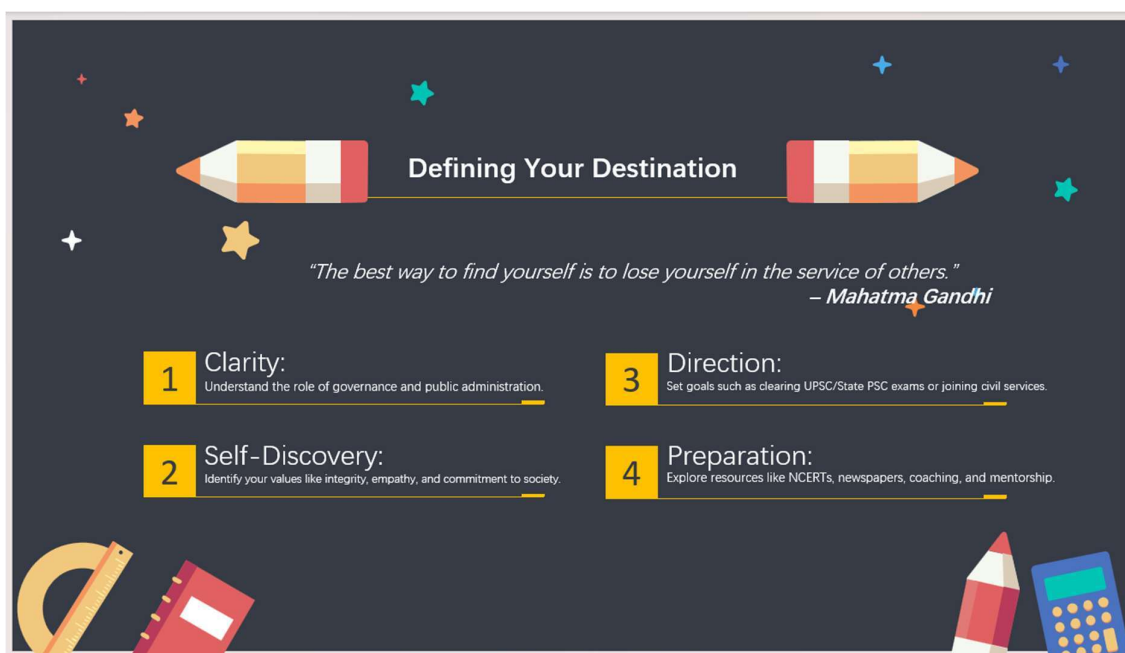 Defining Your Destination
“The best way to find yourself is to lose yourself in the service of others.”
– Mahatma Gandhi
1
Clarity:
Understand the role of governance and public administration.
2
Self-Discovery:
Identify your values like integrity, empathy, and commitment to society.
3
Direction:
Set goals such as clearing UPSC/State PSC exams or joining civil services.
4
Preparation:
Explore resources like NCERTs, newspapers, coaching, and mentorship.